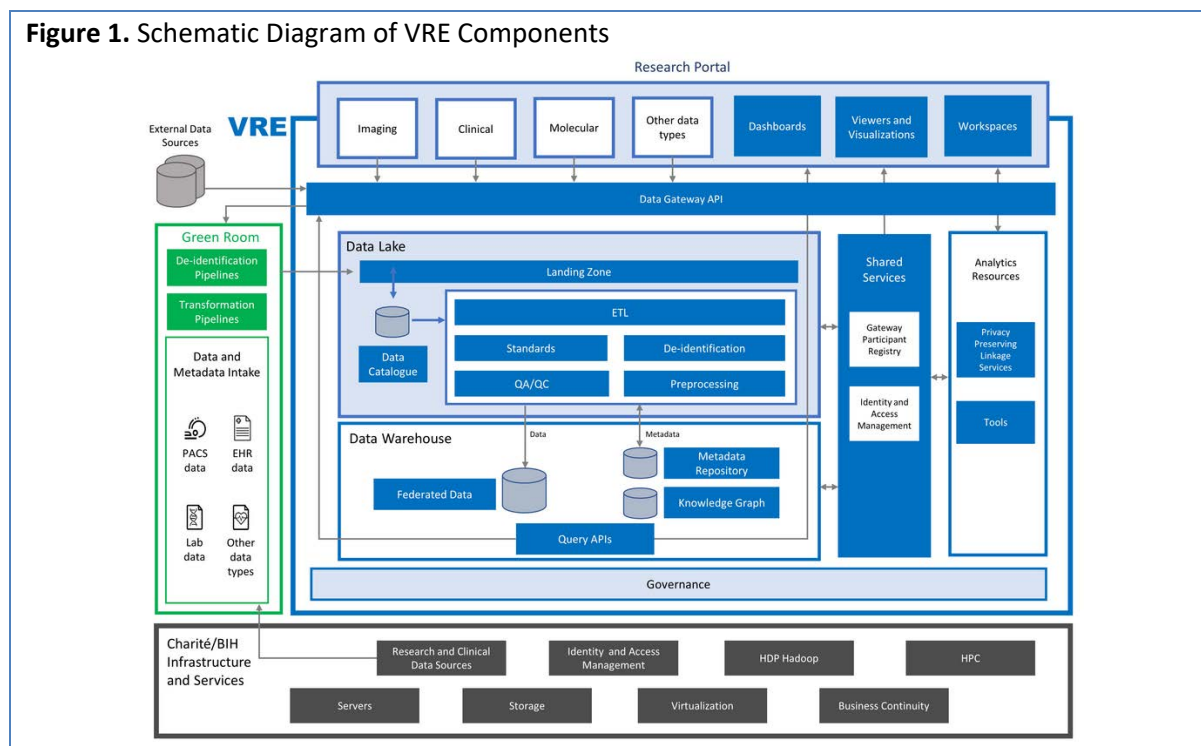 Figure 1. Schematic Diagram of VRE Components
Research Portal
External Data
Sources
VRE
Imaging
Clinical
Molecular
Other data
types
Dashboards
Viewers and
Visualizations
Workspaces
Data Gateway API
Green Room
De-identification
Pipelines
Transformation
Pipelines
Data and
Metadata Intake
PACS
data
EHR
data
Lab
data
Other
data
types
Data Lake
Landing Zone
ETL
Standards
De-identification
QA/QC
Preprocessing
Data
Catalogue
Data Warehouse
Data
Metadata
Federated Data
Metadata
Repository
Knowledge Graph
Query APIs
Shared
Services
Gateway
Participant
Registry
Identity and
Access
Management
Analytics
Resources
Privacy
Preserving
Linkage
Services
Tools
Governance
Charité/BIH
Infrastructure
and Services
Research and Clinical
Data Sources
Identity and Access
Management
HDP Hadoop
HPC
Servers
Storage
Virtualization
Business Continuity